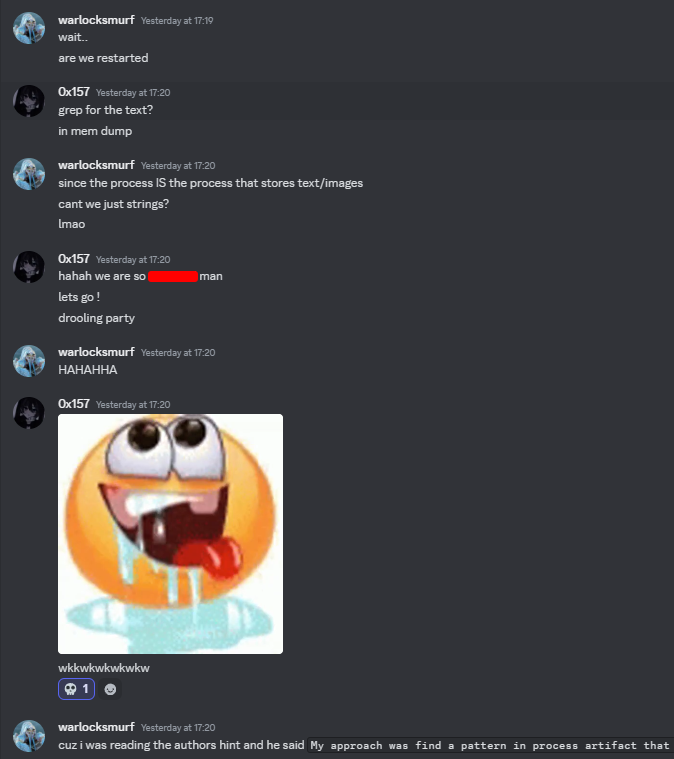 warlocksmurf Yesterday at 17:19
wait..
are we restarted
0x157 Yesterday at 17:20
grep for the text?
in mem dump
warlocksmurf Yesterday at 17:20
since the process IS the process that stores text/images
cant we just strings?
lmao
0x157 Yesterday at 17:20
hahah we are so man
lets go !
drooling party
warlocksmurf Yesterday at 17:20
HAHAHHA
0x157 Yesterday at 17:20
wkkwkwkwkwkw
1
warlocksmurf Yesterday at 17:20
cuz i was reading the authors hint and he said My approach was find a pattern in process artifact that